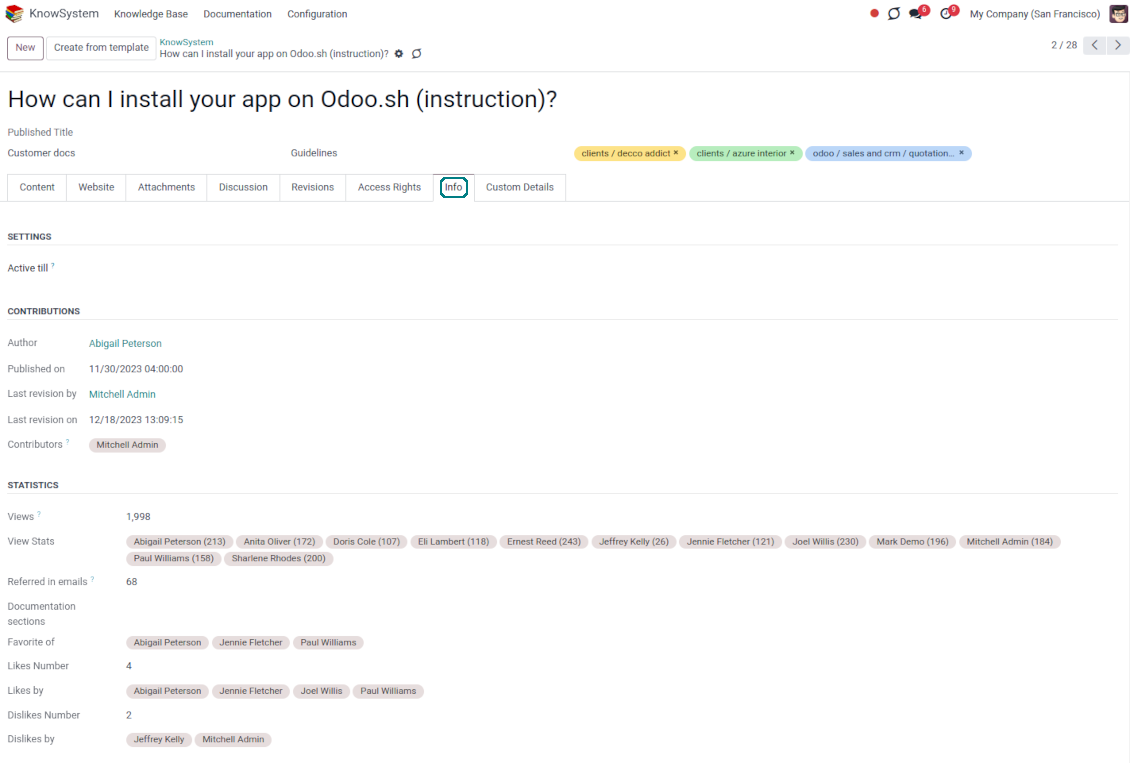 KnowSystem Knowledge Base Documentation Configuration 6 9 My Company (San Francisco)
New Create from template KnowSystem 2 / 28
How can I install your app on Odoo.sh (instruction)?
How can I install your app on Odoo.sh (instruction)?
Published Title
Customer docs Guidelines clients / decco addict × clients / azure interior × odoo / sales and crm / quotation... ×
Content Website Attachments Discussion Revisions Access Rights Info Custom Details
SETTINGS
Active till ?
CONTRIBUTIONS
Author Abigail Peterson
Published on 11/30/2023 04:00:00
Last revision by Mitchell Admin
Last revision on 12/18/2023 13:09:15
Contributors ? Mitchell Admin
STATISTICS
Views ? 1,998
View Stats Abigail Peterson (213) Anita Oliver (172) Doris Cole (107) Eli Lambert (118) Ernest Reed (243) Jeffrey Kelly (26) Jennie Fletcher (121) Joel Willis (230) Mark Demo (196) Mitchell Admin (184)
Paul Williams (158) Sharlene Rhodes (200)
Referred in emails ? 68
Documentation
sections
Favorite of Abigail Peterson Jennie Fletcher Paul Williams
Likes Number 4
Likes by Abigail Peterson Jennie Fletcher Joel Willis Paul Williams
Dislikes Number 2
Dislikes by Jeffrey Kelly Mitchell Admin